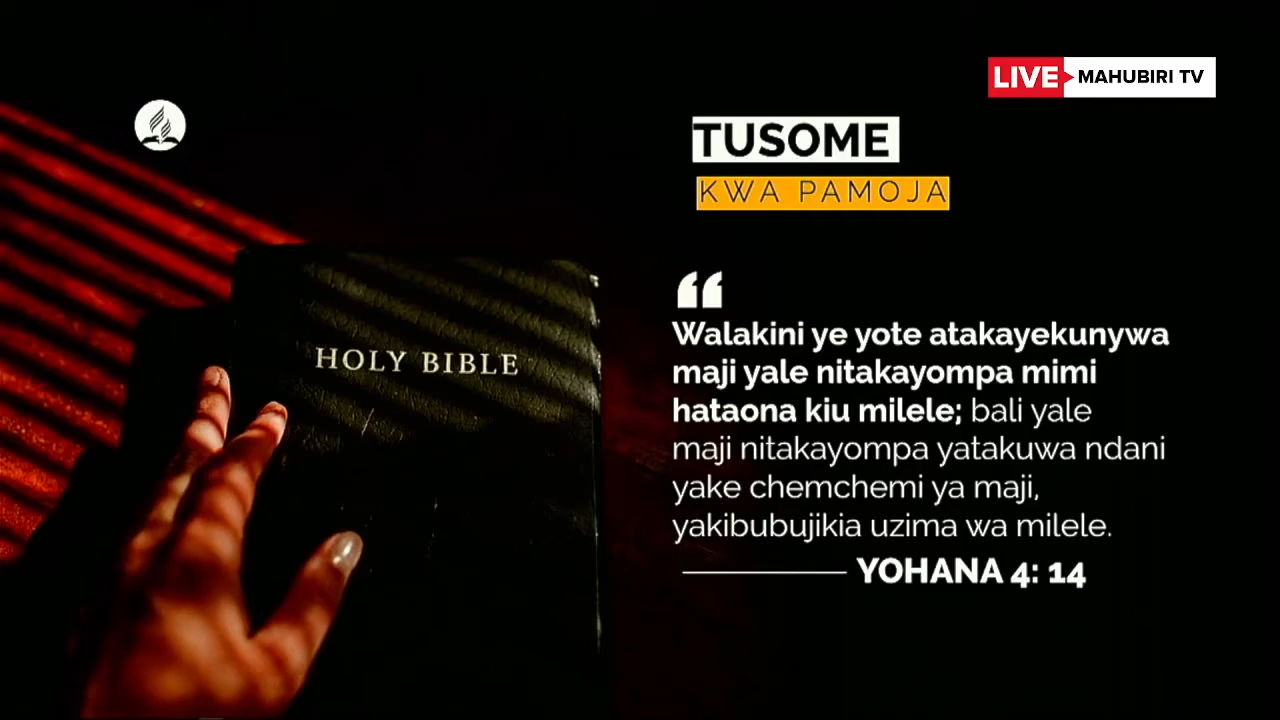 LIVE MAHUBIRI TV
TUSOME
KWA PAMOJA
HOLY BIBLE
“
Walakini ye yote atakayekunywa
maji yale nitakayompa mimi
hataona kiu milele; bali yale
maji nitakayompa yatakuwa ndani
yake chemchemi ya maji,
yakibubujikia uzima wa milele.
YOHANA 4: 14